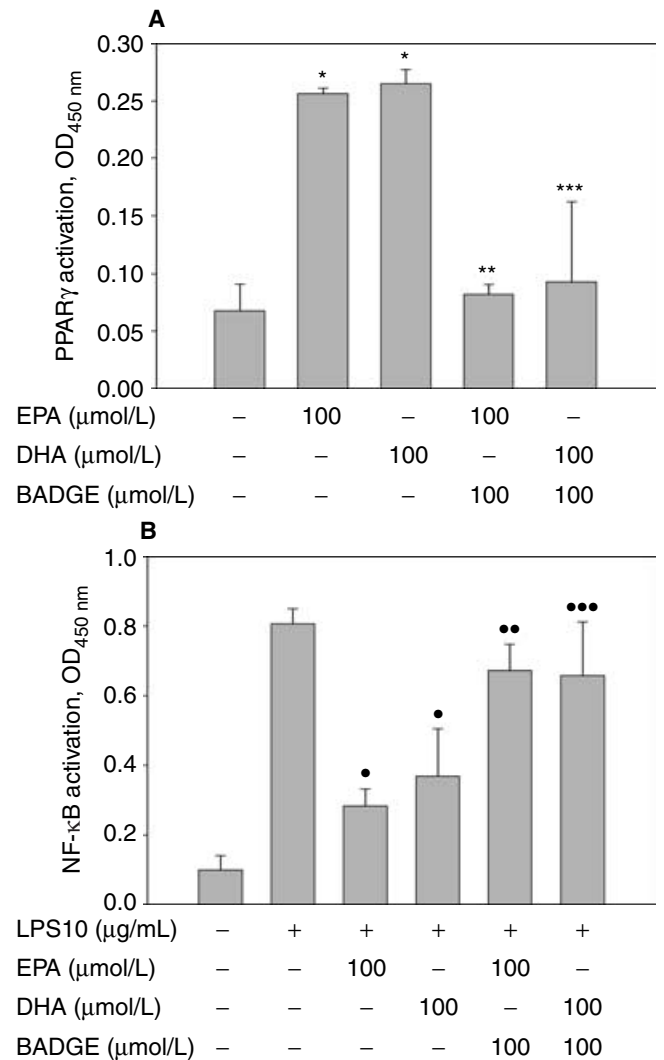 A
PPARγ activation, OD450 nm
0.30
0.25
0.20
0.15
0.10
0.05
0.00
* * ** ***
EPA (μmol/L) – 100 – 100 –
DHA (μmol/L) – – 100 – 100
BADGE (μmol/L) – – – 100 100
B
NF-κB activation, OD450 nm
1.0
0.8
0.6
0.4
0.2
0.0
• • •• •••
LPS10 (μg/mL) – + + + + +
EPA (μmol/L) – – 100 – 100 –
DHA (μmol/L) – – – 100 – 100
BADGE (μmol/L) – – – – 100 100